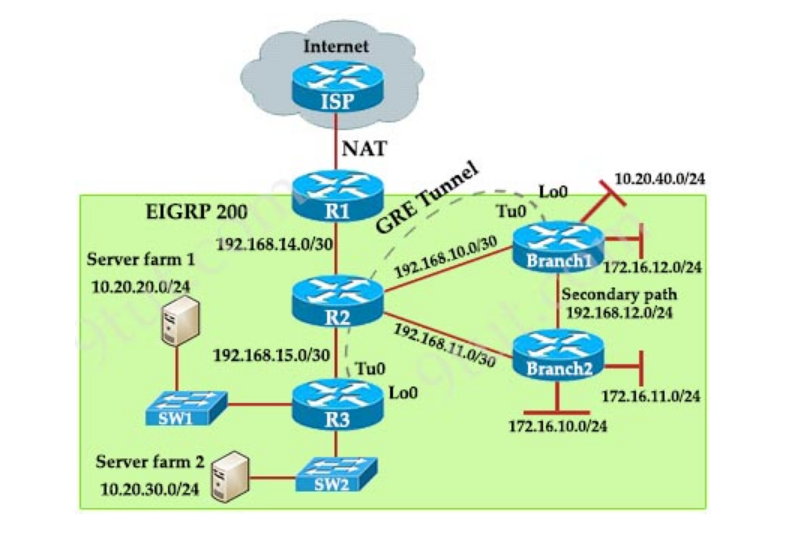 Internet
ISP
NAT
R1
EIGRP 200
GRE Tunnel
Lo0
10.20.40.0/24
Tu0
192.168.14.0/30
192.168.10.0/30
Branch1
172.16.12.0/24
Server farm 1
10.20.20.0/24
R2
Secondary path
192.168.12.0/24
192.168.11.0/30
192.168.15.0/30
Branch2
Tu0
Lo0
172.16.11.0/24
SW1
R3
172.16.10.0/24
Server farm 2
10.20.30.0/24
SW2